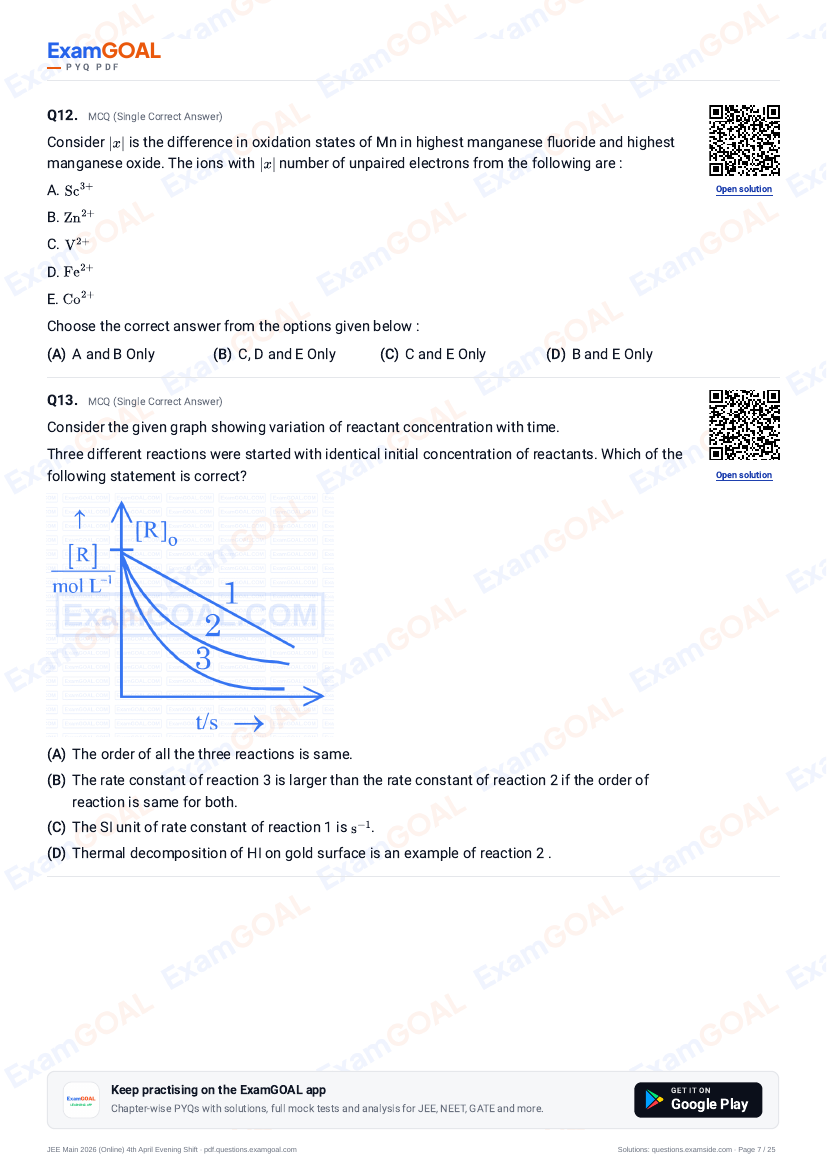 ExamGOAL
PYQ PDF
Q12. MCQ (Single Correct Answer)
Consider |x| is the difference in oxidation states of Mn in highest manganese fluoride and highest
manganese oxide. The ions with |x| number of unpaired electrons from the following are :
Open solution
A. Sc³⁺
B. Zn²⁺
C. V²⁺
D. Fe²⁺
E. Co²⁺
Choose the correct answer from the options given below :
(A) A and B Only (B) C, D and E Only (C) C and E Only (D) B and E Only
Q13. MCQ (Single Correct Answer)
Consider the given graph showing variation of reactant concentration with time.
Three different reactions were started with identical initial concentration of reactants. Which of the
following statement is correct?
Open solution
↑
[R]₀
[R]
mol L⁻¹
1
ExamGOAL.COM
2
3
t/s →
(A) The order of all the three reactions is same.
(B) The rate constant of reaction 3 is larger than the rate constant of reaction 2 if the order of
reaction is same for both.
(C) The SI unit of rate constant of reaction 1 is s⁻¹.
(D) Thermal decomposition of HI on gold surface is an example of reaction 2 .
Keep practising on the ExamGOAL app
Chapter-wise PYQs with solutions, full mock tests and analysis for JEE, NEET, GATE and more.
ExamGOAL
GET IT ON
Google Play
JEE Main 2026 (Online) 4th April Evening Shift · pdf.questions.examgoal.com
Solutions: questions.examside.com · Page 7 / 25